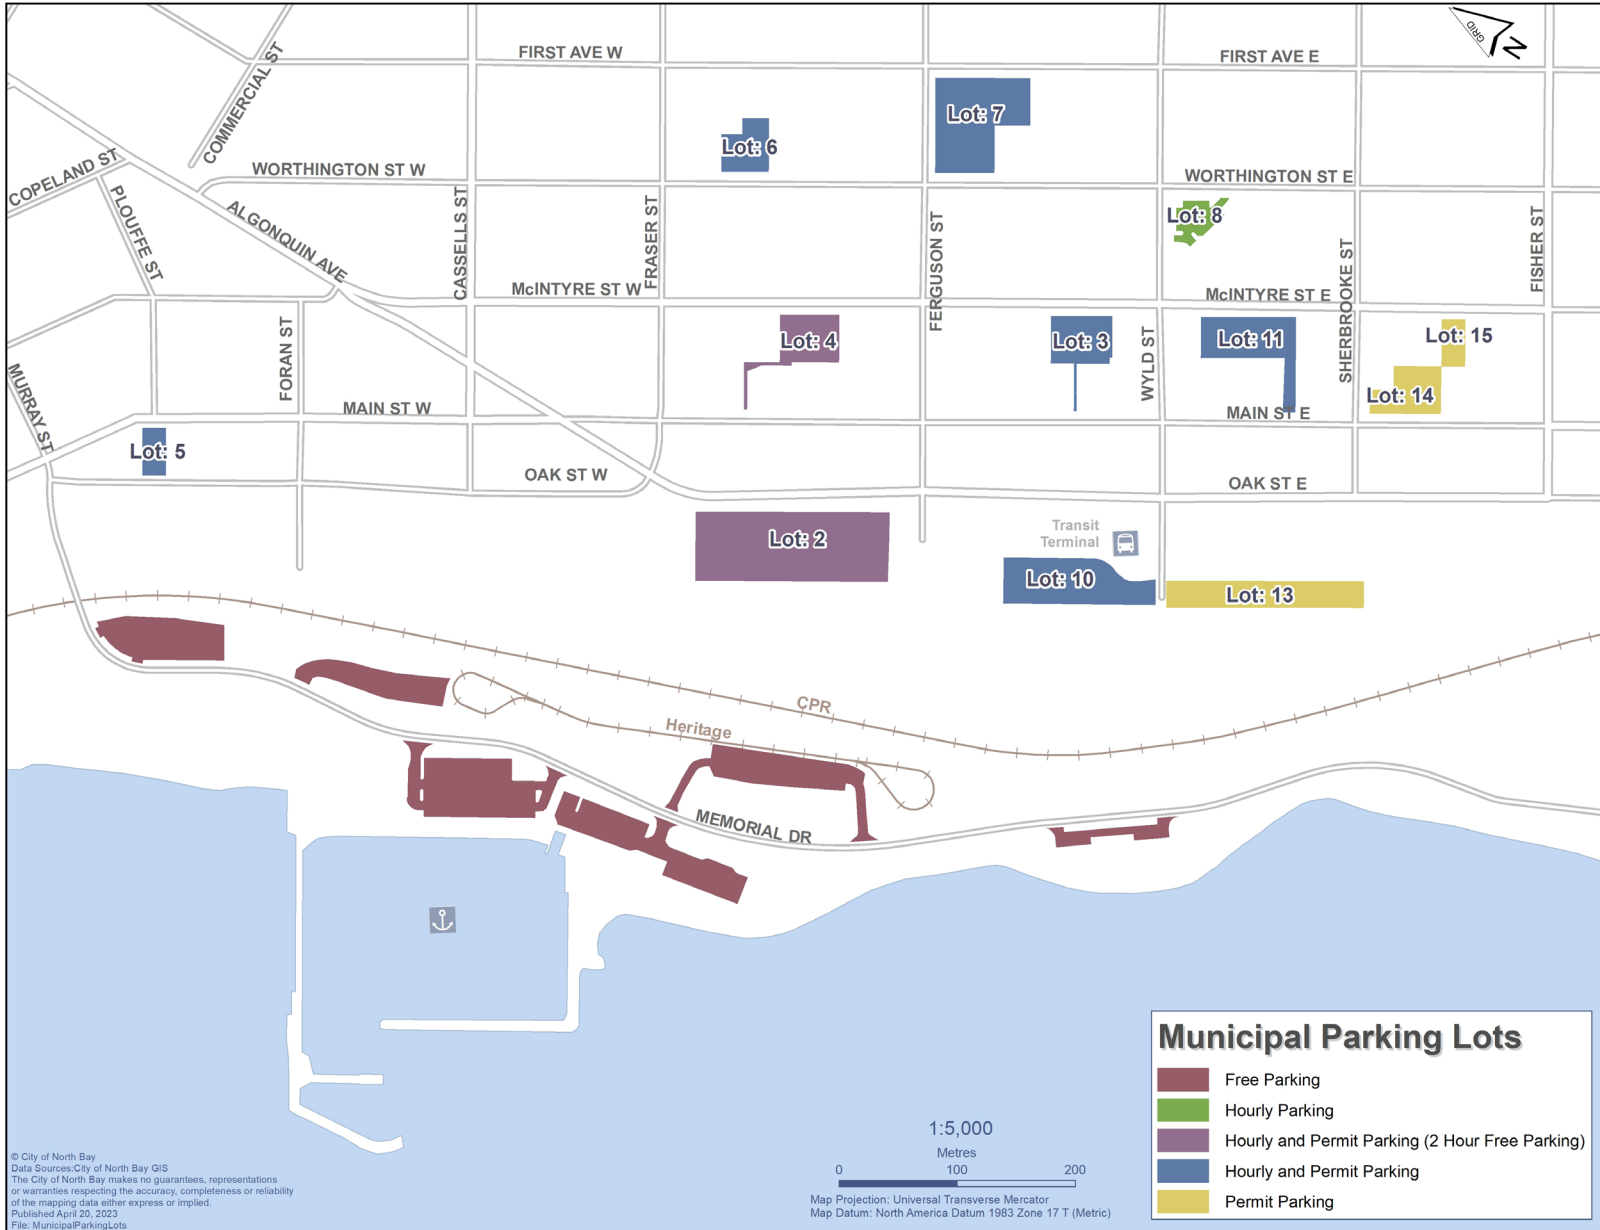 GRID
N
FIRST AVE W
FIRST AVE E
COMMERCIAL ST
Lot: 7
Lot: 6
COPELAND ST
WORTHINGTON ST W
WORTHINGTON ST E
PLOUFFE ST
ALGONQUIN AVE
CASSELLS ST
FRASER ST
FERGUSON ST
Lot: 8
SHERBROOKE ST
FISHER ST
McINTYRE ST W
McINTYRE ST E
FORAN ST
Lot: 4
Lot: 3
WYLD ST
Lot: 11
Lot: 15
MURRAY ST
Lot: 14
MAIN ST W
MAIN ST E
Lot: 5
OAK ST W
OAK ST E
Lot: 2
Transit
Terminal
Lot: 10
Lot: 13
CPR
Heritage
MEMORIAL DR
Municipal Parking Lots
Free Parking
Hourly Parking
Hourly and Permit Parking (2 Hour Free Parking)
Hourly and Permit Parking
Permit Parking
1:5,000
Metres
0 100 200
Map Projection: Universal Transverse Mercator
Map Datum: North America Datum 1983 Zone 17 T (Metric)
© City of North Bay
Data Sources:City of North Bay GIS
The City of North Bay makes no guarantees, representations
or warranties respecting the accuracy, completeness or reliability
of the mapping data either express or implied.
Published April 20, 2023
File: MunicipalParkingLots